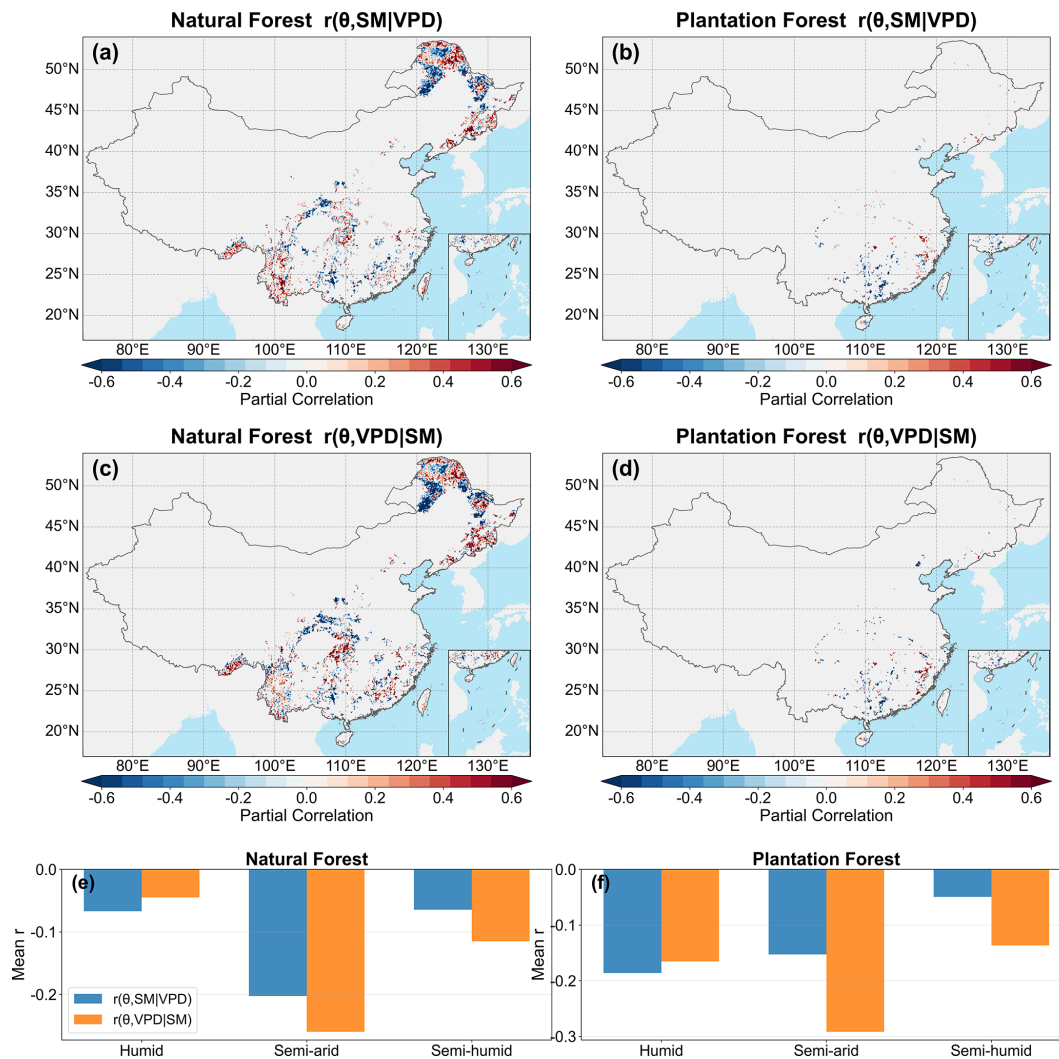 Natural Forest r(θ,SM|VPD)
(a)
50°N
45°N
40°N
35°N
30°N
25°N
20°N
80°E 90°E 100°E 110°E 120°E 130°E
-0.6 -0.4 -0.2 0.0 0.2 0.4 0.6
Partial Correlation
Plantation Forest r(θ,SM|VPD)
(b)
50°N
45°N
40°N
35°N
30°N
25°N
20°N
80°E 90°E 100°E 110°E 120°E 130°E
-0.6 -0.4 -0.2 0.0 0.2 0.4 0.6
Partial Correlation
Natural Forest r(θ,VPD|SM)
(c)
50°N
45°N
40°N
35°N
30°N
25°N
20°N
80°E 90°E 100°E 110°E 120°E 130°E
-0.6 -0.4 -0.2 0.0 0.2 0.4 0.6
Partial Correlation
Plantation Forest r(θ,VPD|SM)
(d)
50°N
45°N
40°N
35°N
30°N
25°N
20°N
80°E 90°E 100°E 110°E 120°E 130°E
-0.6 -0.4 -0.2 0.0 0.2 0.4 0.6
Partial Correlation
Natural Forest
(e)
0.0
-0.1
-0.2
Mean r
r(θ,SM|VPD)
r(θ,VPD|SM)
Humid Semi-arid Semi-humid
Plantation Forest
(f)
0.0
-0.1
-0.2
-0.3
Mean r
Humid Semi-arid Semi-humid